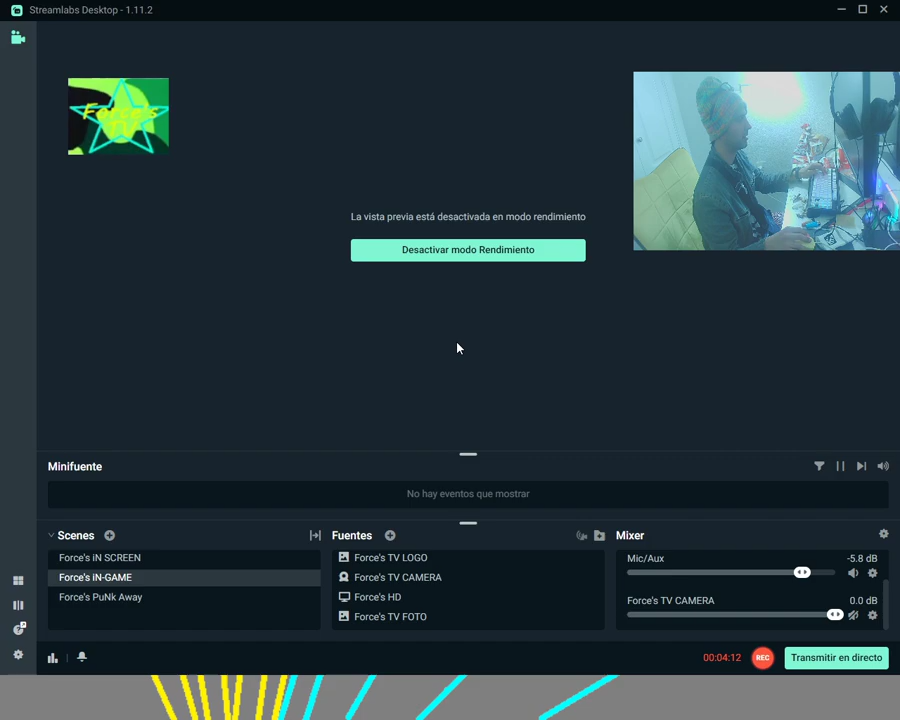 Streamlabs Desktop - 1.11.2
Force's
TV
La vista previa está desactivada en modo rendimiento
Desactivar modo Rendimiento
Minifuente
No hay eventos que mostrar
Scenes
Force's iN SCREEN
Force's iN-GAME
Force's PuNk Away
Fuentes
Force's TV LOGO
Force's TV CAMERA
Force's HD
Force's TV FOTO
Mixer
Mic/Aux -5.8 dB
Force's TV CAMERA 0.0 dB
00:04:12 REC Transmitir en directo